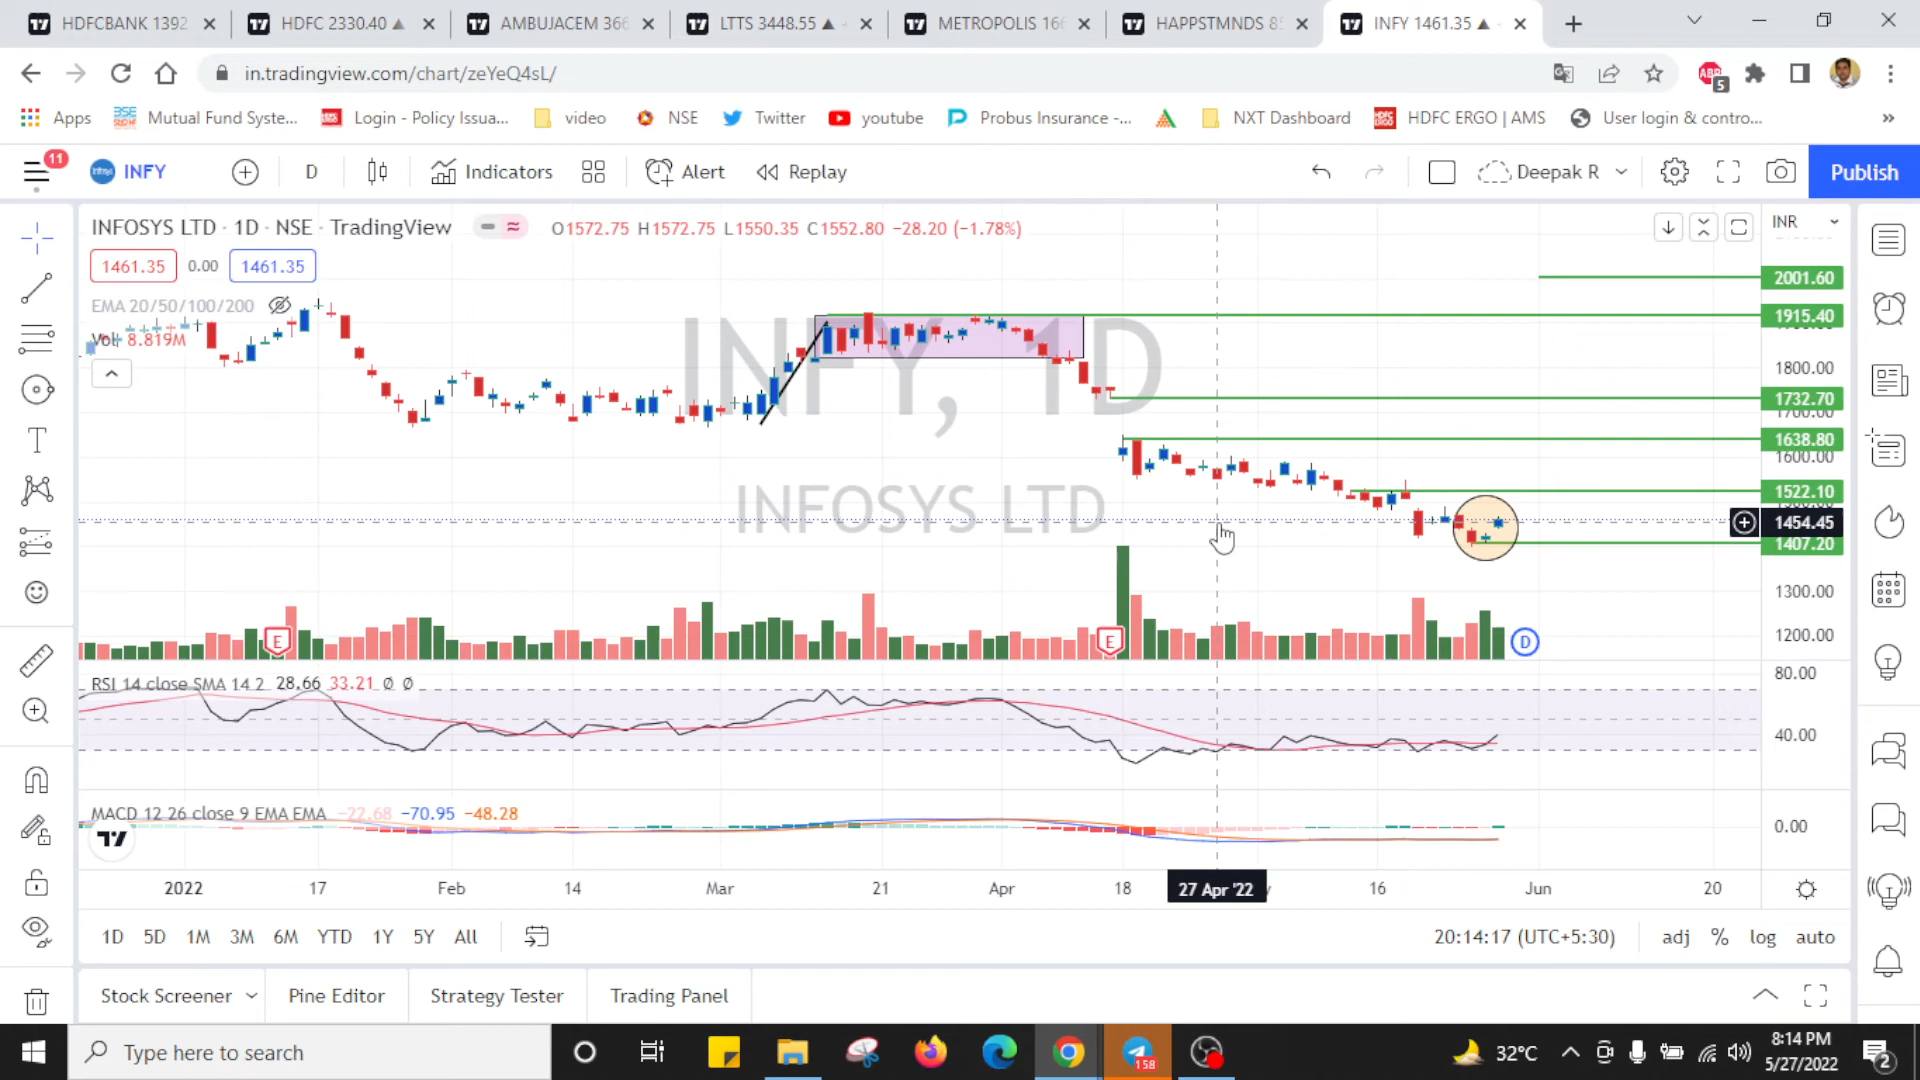 HDFCBANK 1392
HDFC 2330.40 ▲
AMBUJACEM 366
LTTS 3448.55 ▲
METROPOLIS 166
HAPPSTMNDS 85
INFY 1461.35 ▲
in.tradingview.com/chart/zeYeQ4sL/
ABP 5
Apps
Mutual Fund Syste...
Login - Policy Issua...
video
NSE
Twitter
youtube
Probus Insurance -...
NXT Dashboard
HDFC ERGO | AMS
User login & contro...
»
11
INFY
D
Indicators
Alert
Replay
Deepak R
Publish
INFOSYS LTD · 1D · NSE · TradingView
O1572.75 H1572.75 L1550.35 C1552.80 −28.20 (−1.78%)
INR
1461.35 0.00 1461.35
EMA 20/50/100/200
Vol 8.819M
INFY, 1D
INFOSYS LTD
2001.60
1915.40
1800.00
1732.70
1700.00
1638.80
1600.00
1522.10
1454.45
1407.20
1300.00
1200.00
E
E
D
RSI 14 close SMA 14 2 28.66 33.21 Ø Ø
80.00
40.00
MACD 12 26 close 9 EMA EMA −22.68 −70.95 −48.28
0.00
2022 17 Feb 14 Mar 21 Apr 18 27 Apr '22 16 Jun 20
1D 5D 1M 3M 6M YTD 1Y 5Y All
20:14:17 (UTC+5:30)
adj % log auto
Stock Screener
Pine Editor
Strategy Tester
Trading Panel
Type here to search
158
32°C
8:14 PM
5/27/2022
2